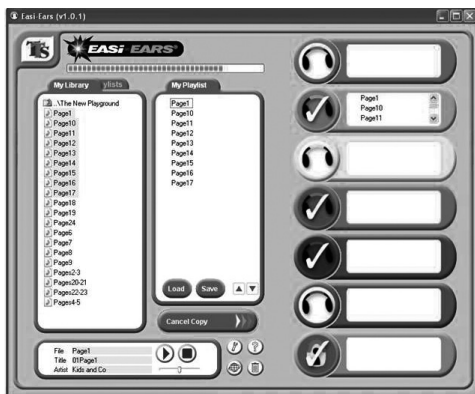 Easi-Ears (v1.0.1)
TTS
EASi-EARS
My Library
ylists
..\The New Playground
Page1
Page10
Page11
Page12
Page13
Page14
Page15
Page16
Page17
Page18
Page19
Page24
Page6
Page7
Page8
Page9
Pages2-3
Pages20-21
Pages22-23
Pages4-5
My Playlist
Page1
Page10
Page11
Page12
Page13
Page14
Page15
Page16
Page17
Load
Save
Cancel Copy
Page1
Page10
Page11
File Page1
Title 01Page1
Artist Kids and Co